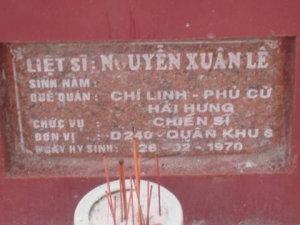 LIỆT SĨ: NGUYỄN XUÂN LÊ
SINH NĂM :
QUÊ QUÁN : CHÍ LINH - PHÙ CỪ
HẢI HƯNG
CHỨC VỤ : CHIẾN SĨ
ĐƠN VỊ : D240 - QUÂN KHU 8
NGÀY HY SINH : 26 - 12 - 1970